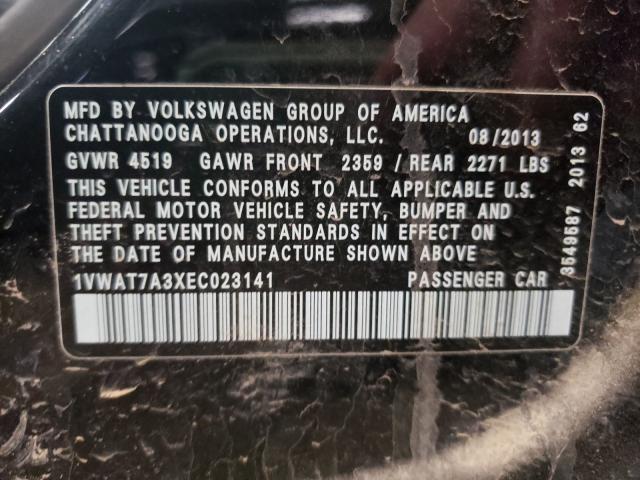 MFD BY VOLKSWAGEN GROUP OF AMERICA
CHATTANOOGA OPERATIONS, LLC. 08/2013
GVWR 4519 GAWR FRONT 2359 / REAR 2271 LBS
THIS VEHICLE CONFORMS TO ALL APPLICABLE U.S.
FEDERAL MOTOR VEHICLE SAFETY, BUMPER AND
THEFT PREVENTION STANDARDS IN EFFECT ON
THE DATE OF MANUFACTURE SHOWN ABOVE
1VWAT7A3XEC023141 PASSENGER CAR
3549587 2013 62